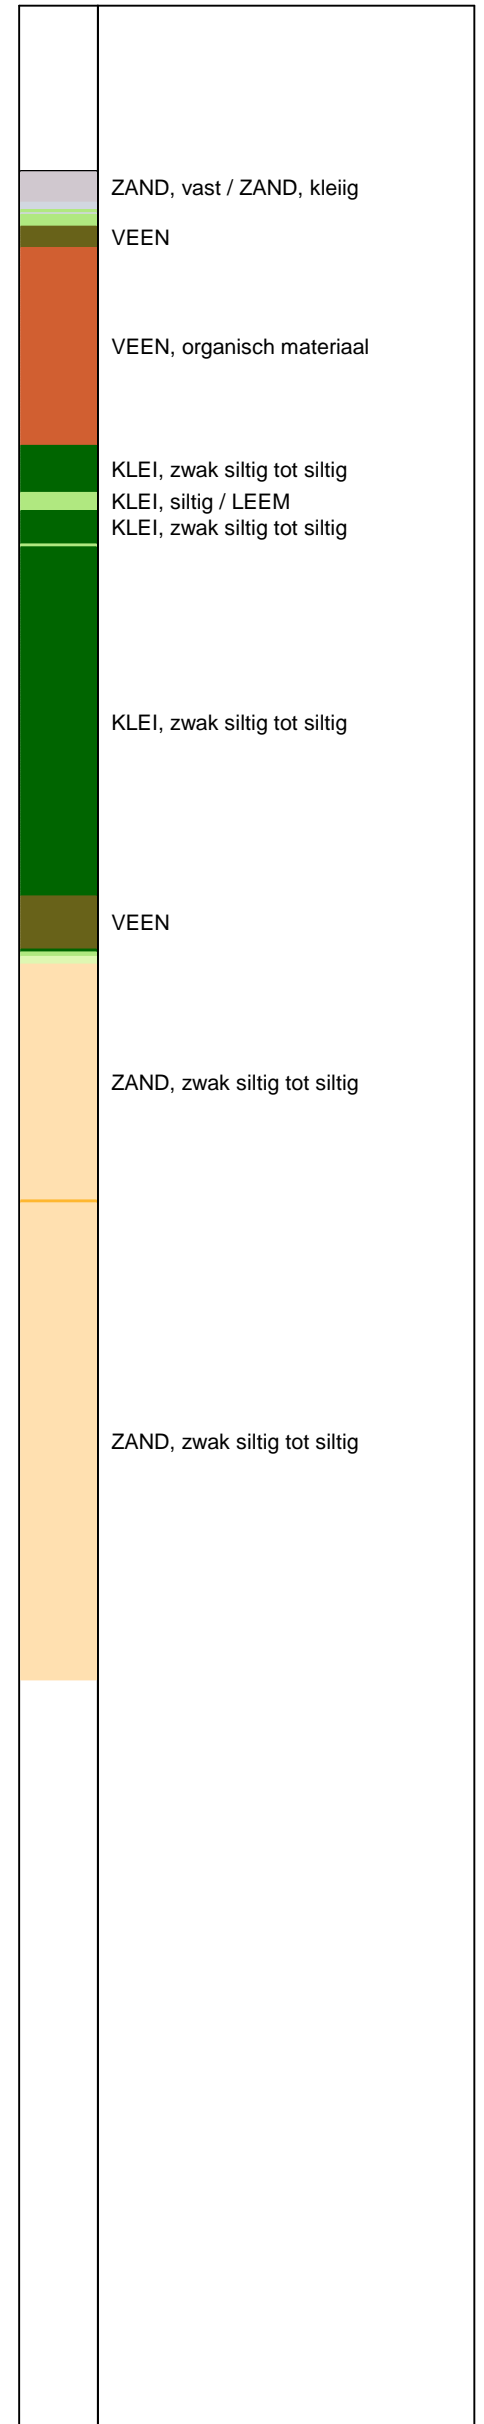 ZAND, vast / ZAND, kleiig
VEEN
VEEN, organisch materiaal
KLEI, zwak siltig tot siltig
KLEI, siltig / LEEM
KLEI, zwak siltig tot siltig
KLEI, zwak siltig tot siltig
VEEN
ZAND, zwak siltig tot siltig
ZAND, zwak siltig tot siltig